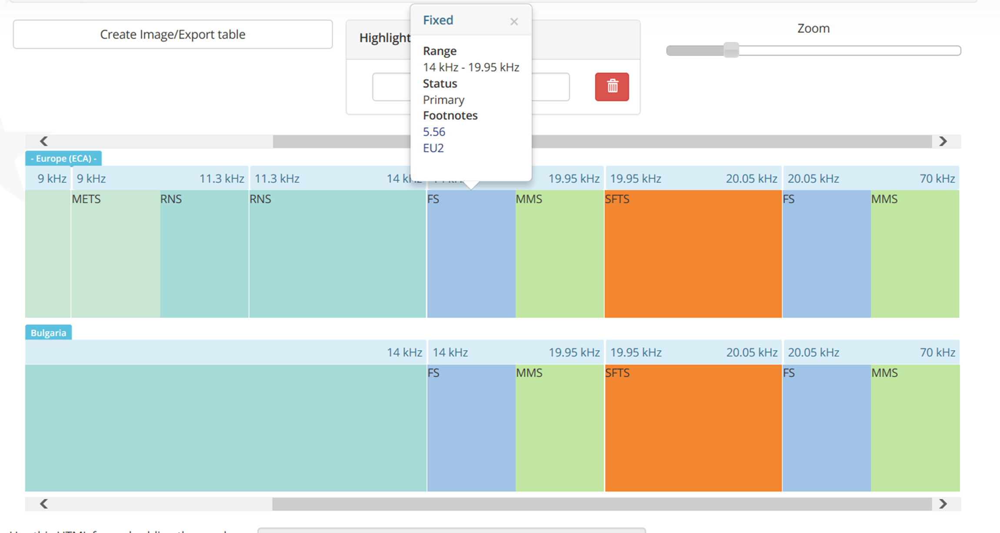 Create Image/Export table
Highlight
Fixed ×
Range
14 kHz - 19.95 kHz
Status
Primary
Footnotes
5.56
EU2
Zoom
- Europe (ECA) -
9 kHz 9 kHz 11.3 kHz 11.3 kHz 19.95 kHz 19.95 kHz 20.05 kHz 20.05 kHz 70 kHz
METS RNS RNS FS MMS SFTS FS MMS
Bulgaria
14 kHz 14 kHz 19.95 kHz 19.95 kHz 20.05 kHz 20.05 kHz 70 kHz
FS MMS SFTS FS MMS